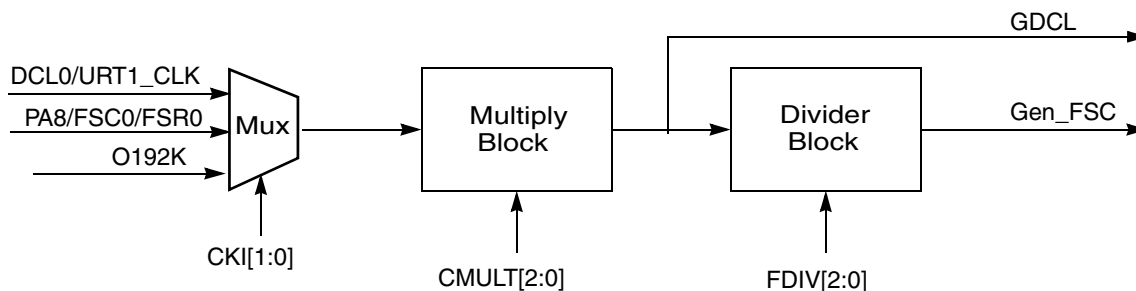 GDCL
DCL0/URT1_CLK
PA8/FSC0/FSR0
O192K
Mux
Multiply
Block
Divider
Block
Gen_FSC
CKI[1:0]
CMULT[2:0]
FDIV[2:0]